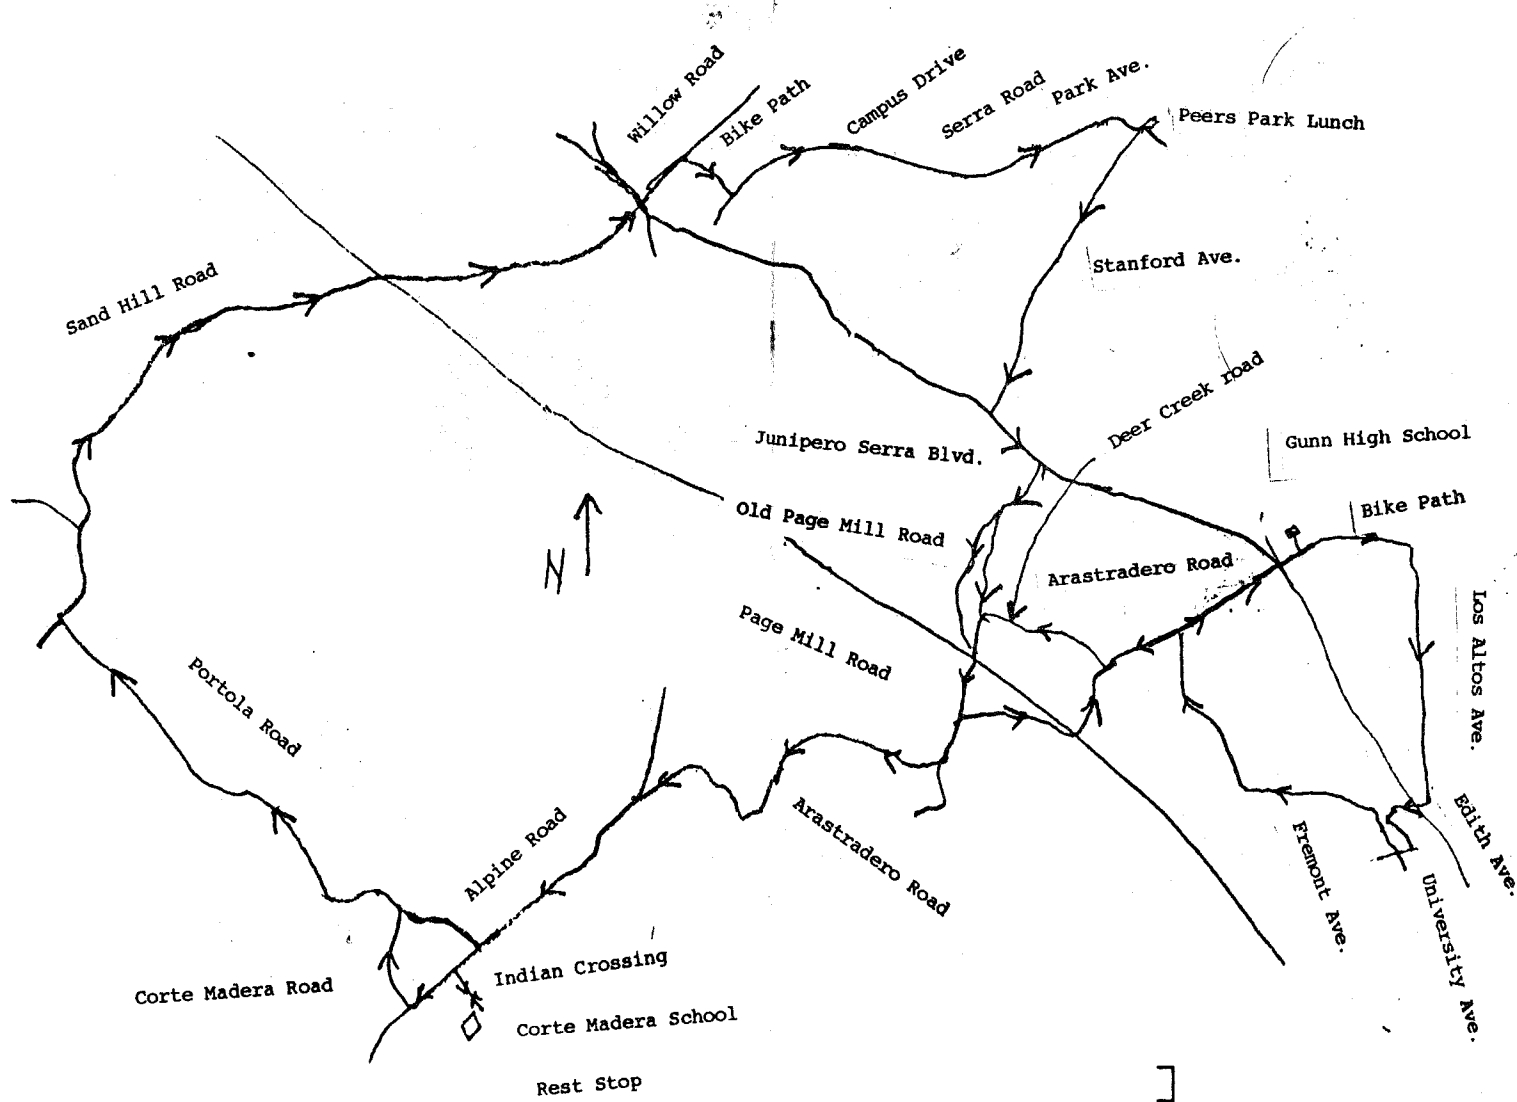 Willow Road
Bike Path
Campus Drive
Serra Road
Park Ave.
Peers Park Lunch
Sand Hill Road
Stanford Ave.
Deer Creek road
Junipero Serra Blvd.
Gunn High School
Bike Path
Old Page Mill Road
N
Arastradero Road
Los Altos Ave.
Page Mill Road
Portola Road
Arastradero Road
Alpine Road
Edith Ave.
Fremont Ave.
University Ave.
Indian Crossing
Corte Madera Road
Corte Madera School
Rest Stop